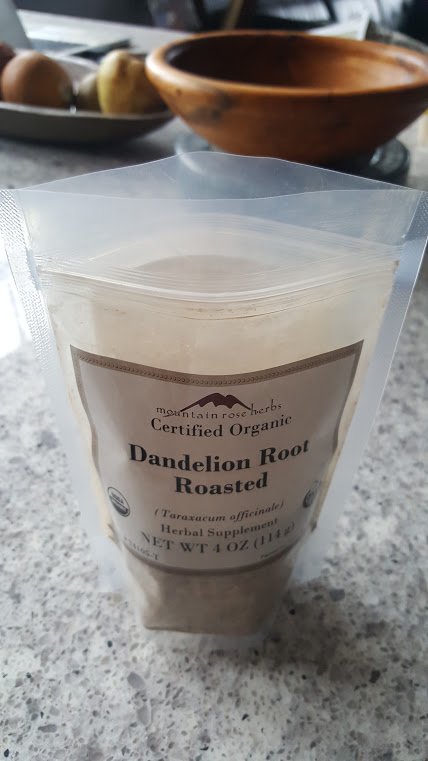 mountain rose herbs
Certified Organic
Dandelion Root
Roasted
(Taraxacum officinale)
Herbal Supplement
NET WT 4 OZ (114 g)